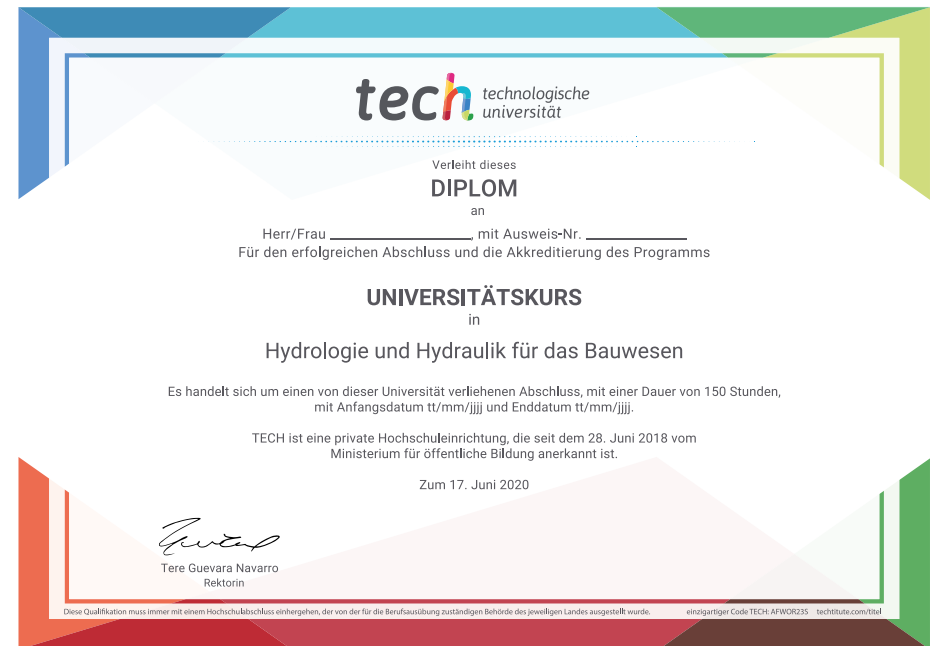 tech technologische
universität
Verleiht dieses
DIPLOM
an
Herr/Frau ____________________, mit Ausweis-Nr. ______________
Für den erfolgreichen Abschluss und die Akkreditierung des Programms
UNIVERSITÄTSKURS
in
Hydrologie und Hydraulik für das Bauwesen
Es handelt sich um einen von dieser Universität verliehenen Abschluss, mit einer Dauer von 150 Stunden,
mit Anfangsdatum tt/mm/jjjj und Enddatum tt/mm/jjjj.
TECH ist eine private Hochschuleinrichtung, die seit dem 28. Juni 2018 vom
Ministerium für öffentliche Bildung anerkannt ist.
Zum 17. Juni 2020
Tere Guevara Navarro
Rektorin
Diese Qualifikation muss immer mit einem Hochschulabschluss einhergehen, der von der für die Berufsausübung zuständigen Behörde des jeweiligen Landes ausgestellt wurde. einzigartiger Code TECH: AFWOR235 techtitute.com/titel